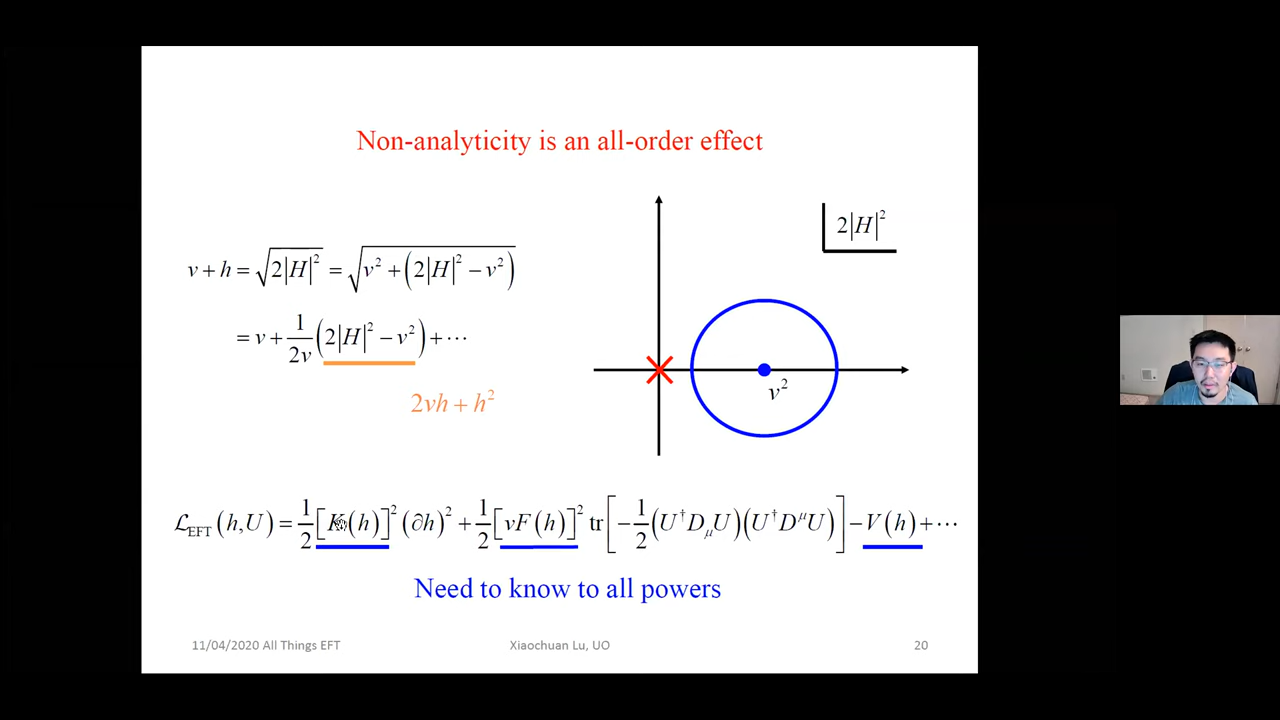 Non-analyticity is an all-order effect
2|H|²
v + h = √(2|H|²) = √(v² + (2|H|² − v²))
= v + 1/(2v) (2|H|² − v²) + ⋯
v²
2vh + h²
ℒ_EFT (h,U) = 1/2 [K(h)]² (∂h)² + 1/2 [vF(h)]² tr[−1/2 (U†D_μU)(U†D^μU)] − V(h) + ⋯
Need to know to all powers
11/04/2020 All Things EFT Xiaochuan Lu, UO 20